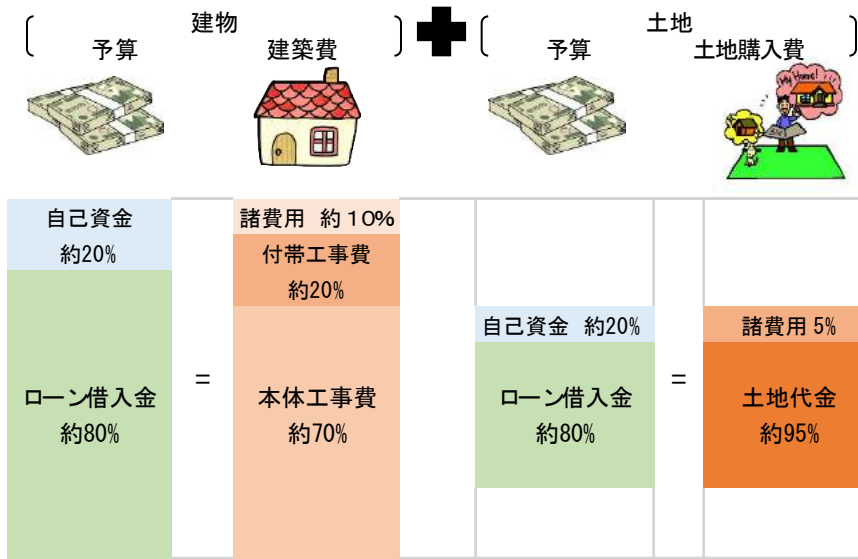 建物
予算 建築費
土地
予算 土地購入費
My Home!
自己資金
約20%
ローン借入金
約80%
=
諸費用 約10%
付帯工事費
約20%
本体工事費
約70%
自己資金 約20%
ローン借入金
約80%
=
諸費用 5%
土地代金
約95%